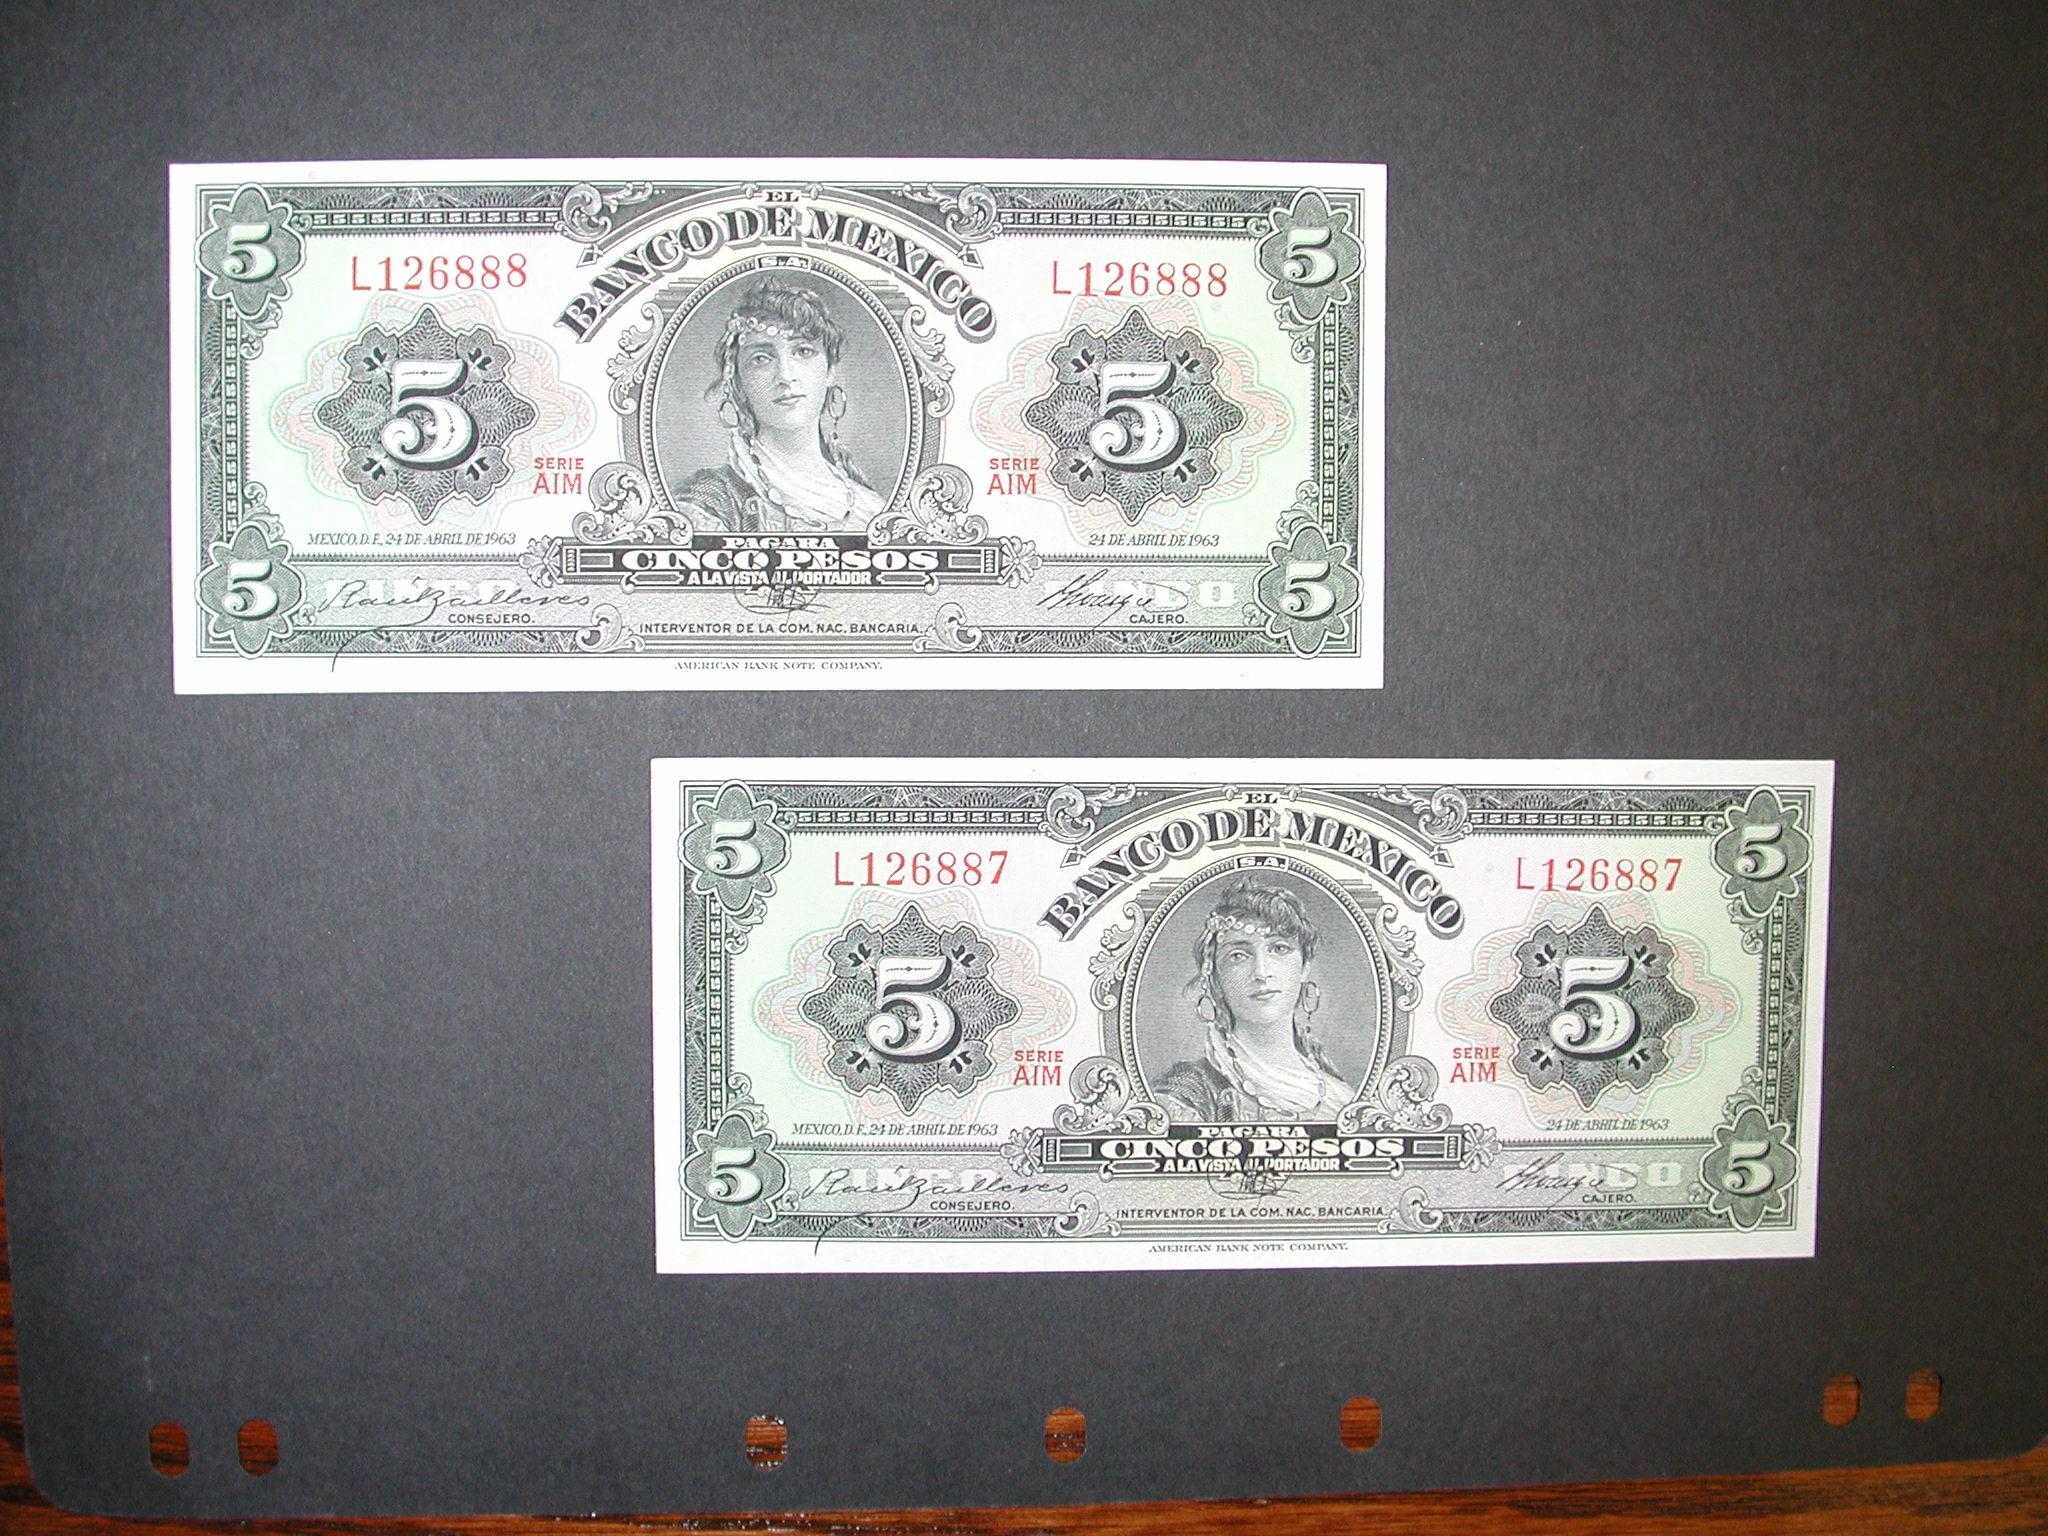 EL
BANCO DE MEXICO
S.A.
5 5
L126888 L126888
5 5
SERIE AIM SERIE AIM
MEXICO, D.F., 24 DE ABRIL DE 1963 24 DE ABRIL DE 1963
PAGARA
CINCO PESOS
A LA VISTA AL PORTADOR
5 5
CINCO CINCO
CONSEJERO. CAJERO.
INTERVENTOR DE LA COM. NAC. BANCARIA.
AMERICAN BANK NOTE COMPANY.
EL
BANCO DE MEXICO
S.A.
5 5
L126887 L126887
5 5
SERIE AIM SERIE AIM
MEXICO, D.F., 24 DE ABRIL DE 1963 24 DE ABRIL DE 1963
PAGARA
CINCO PESOS
A LA VISTA AL PORTADOR
5 5
CINCO CINCO
CONSEJERO. CAJERO.
INTERVENTOR DE LA COM. NAC. BANCARIA.
AMERICAN BANK NOTE COMPANY.